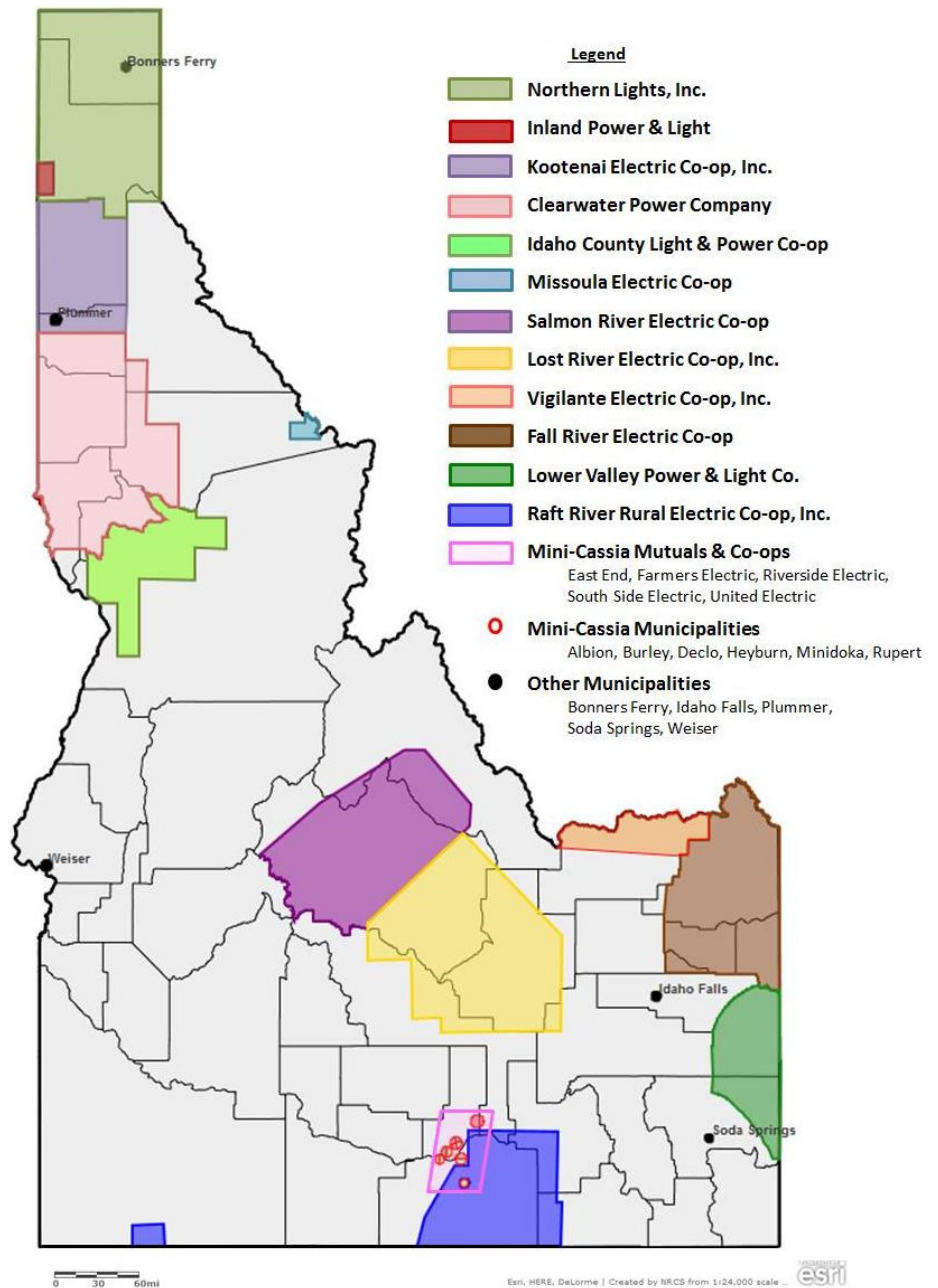 Legend
Northern Lights, Inc.
Inland Power & Light
Kootenai Electric Co-op, Inc.
Clearwater Power Company
Idaho County Light & Power Co-op
Missoula Electric Co-op
Salmon River Electric Co-op
Lost River Electric Co-op, Inc.
Vigilante Electric Co-op, Inc.
Fall River Electric Co-op
Lower Valley Power & Light Co.
Raft River Rural Electric Co-op, Inc.
Mini-Cassia Mutuals & Co-ops
East End, Farmers Electric, Riverside Electric,
South Side Electric, United Electric
Mini-Cassia Municipalities
Albion, Burley, Declo, Heyburn, Minidoka, Rupert
Other Municipalities
Bonners Ferry, Idaho Falls, Plummer,
Soda Springs, Weiser
Bonners Ferry
Plummer
Weiser
Idaho Falls
Soda Springs
0 30 60mi
Esri, HERE, DeLorme | Created by NRCS from 1:24,000 scale ...
esri